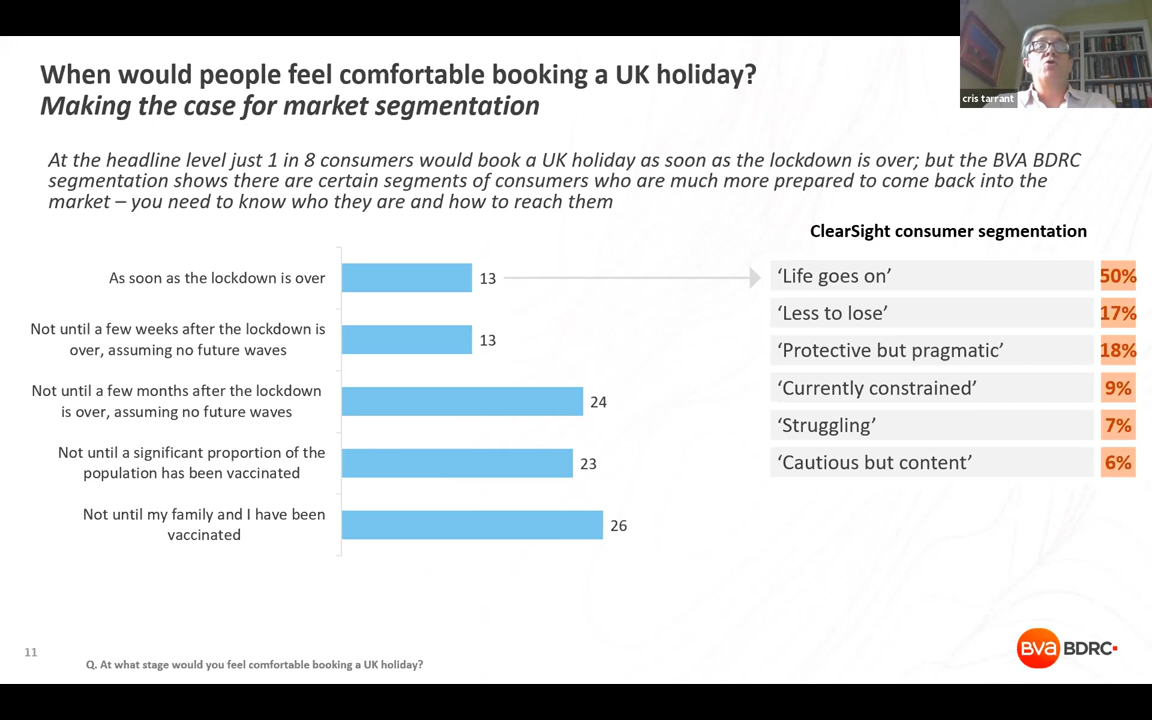 When would people feel comfortable booking a UK holiday?
Making the case for market segmentation
cris tarrant
At the headline level just 1 in 8 consumers would book a UK holiday as soon as the lockdown is over; but the BVA BDRC
segmentation shows there are certain segments of consumers who are much more prepared to come back into the
market – you need to know who they are and how to reach them
ClearSight consumer segmentation
As soon as the lockdown is over
13
Not until a few weeks after the lockdown is
over, assuming no future waves
13
Not until a few months after the lockdown
is over, assuming no future waves
24
Not until a significant proportion of the
population has been vaccinated
23
Not until my family and I have been
vaccinated
26
‘Life goes on’ 50%
‘Less to lose’ 17%
‘Protective but pragmatic’ 18%
‘Currently constrained’ 9%
‘Struggling’ 7%
‘Cautious but content’ 6%
11
Q. At what stage would you feel comfortable booking a UK holiday?
BVA BDRC